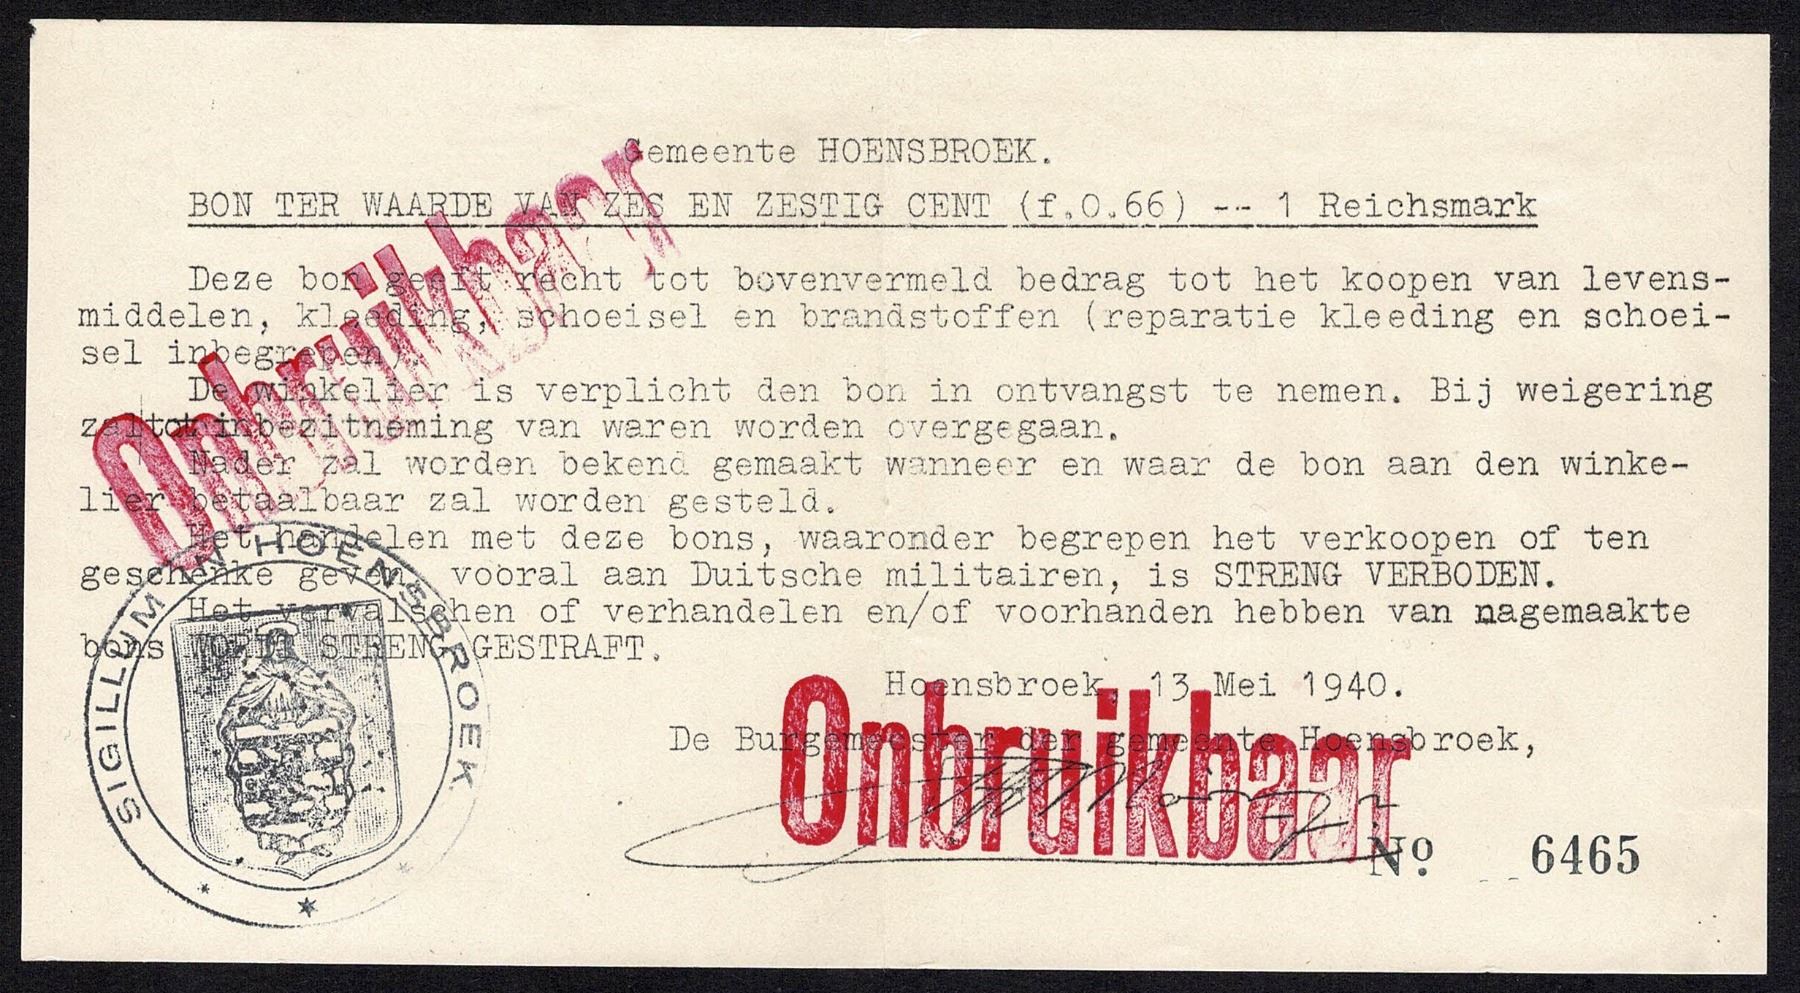 Gemeente HOENSBROEK.
BON TER WAARDE VAN ZES EN ZESTIG CENT (f.0.66) -- 1 Reichsmark
Deze bon geeft recht tot bovenvermeld bedrag tot het koopen van levens-
middelen, kleeding, schoeisel en brandstoffen (reparatie kleeding en schoei-
sel inbegrepen).
De winkelier is verplicht den bon in ontvangst te nemen. Bij weigering
zal tot inbezitneming van waren worden overgegaan.
Nader zal worden bekend gemaakt wanneer en waar de bon aan den winke-
lier betaalbaar zal worden gesteld.
Het handelen met deze bons, waaronder begrepen het verkoopen of ten
geschenke geven, vooral aan Duitsche militairen, is STRENG VERBODEN.
Het vervalschen of verhandelen en/of voorhanden hebben van nagemaakte
bons WORDT STRENG GESTRAFT.
Hoensbroek, 13 Mei 1940.
De Burgemeester der gemeente Hoensbroek,
No 6465
Onbruikbaar
Onbruikbaar
SIGILLUM V HOENSBROEK